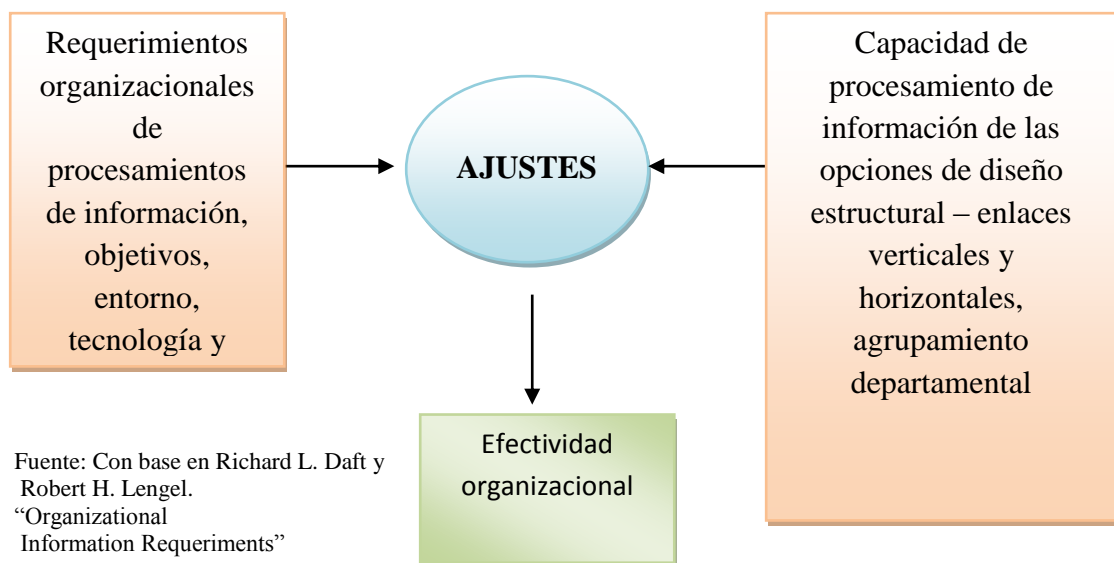 Requerimientos
organizacionales
de
procesamientos
de información,
objetivos,
entorno,
tecnología y
AJUSTES
Capacidad de
procesamiento de
información de las
opciones de diseño
estructural – enlaces
verticales y
horizontales,
agrupamiento
departamental
Efectividad
organizacional
Fuente: Con base en Richard L. Daft y
Robert H. Lengel.
“Organizational
Information Requeriments”